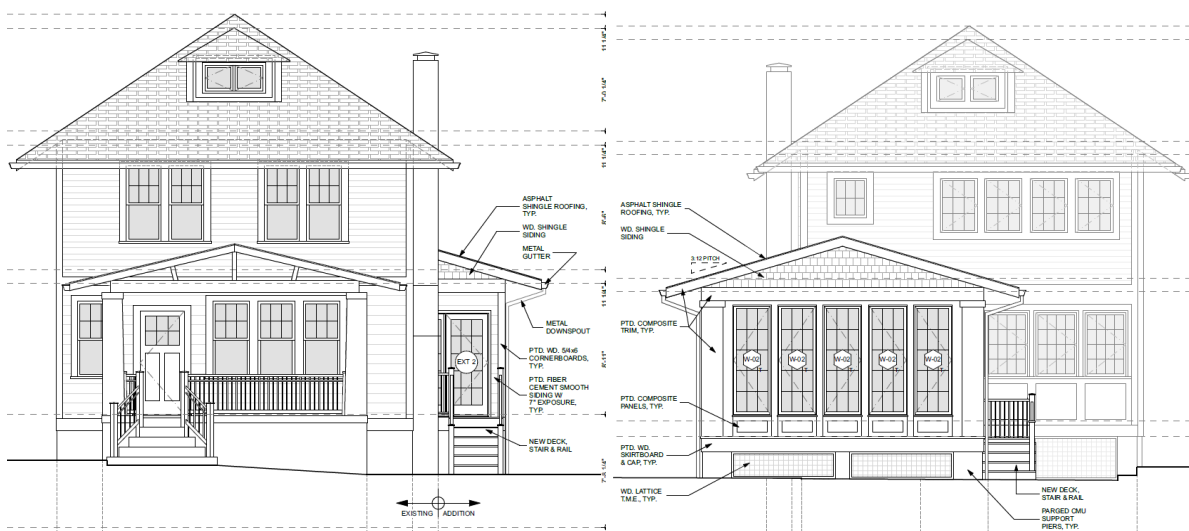 ASPHALT
SHINGLE ROOFING,
TYP.
WD. SHINGLE
SIDING
METAL
GUTTER
METAL
DOWNSPOUT
EXT 2
PTD. WD. 5/4x6
CORNERBOARDS,
TYP.
PTD. FIBER
CEMENT SMOOTH
SIDING W/
7" EXPOSURE,
TYP.
NEW DECK,
STAIR & RAIL
EXISTING
ADDITION
11 1/4"
7'-0 1/4"
11 1/4"
8'-6"
11 1/4"
8'-11"
7'-8 1/4"
ASPHALT SHINGLE
ROOFING, TYP.
WD. SHINGLE
SIDING
3:12 PITCH
PTD. COMPOSITE
TRIM, TYP.
W-02
T
W-02
T
W-02
T
W-02
T
W-02
T
PTD. COMPOSITE
PANELS, TYP.
PTD. WD.
SKIRTBOARD
& CAP, TYP.
WD. LATTICE
T.M.E., TYP.
NEW DECK,
STAIR & RAIL
PARGED CMU
SUPPORT
PIERS, TYP.